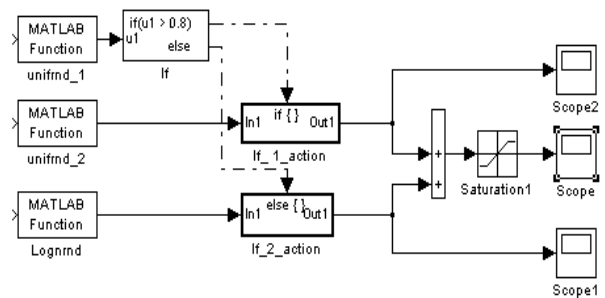 MATLAB
Function
unifrnd_1
if(u1 > 0.8)
u1
else
If
MATLAB
Function
unifrnd_2
In1
if { }
Out1
If_1_action
MATLAB
Function
Lognrnd
In1
else { }
Out1
If_2_action
+
+
Saturation1
Scope2
Scope
Scope1